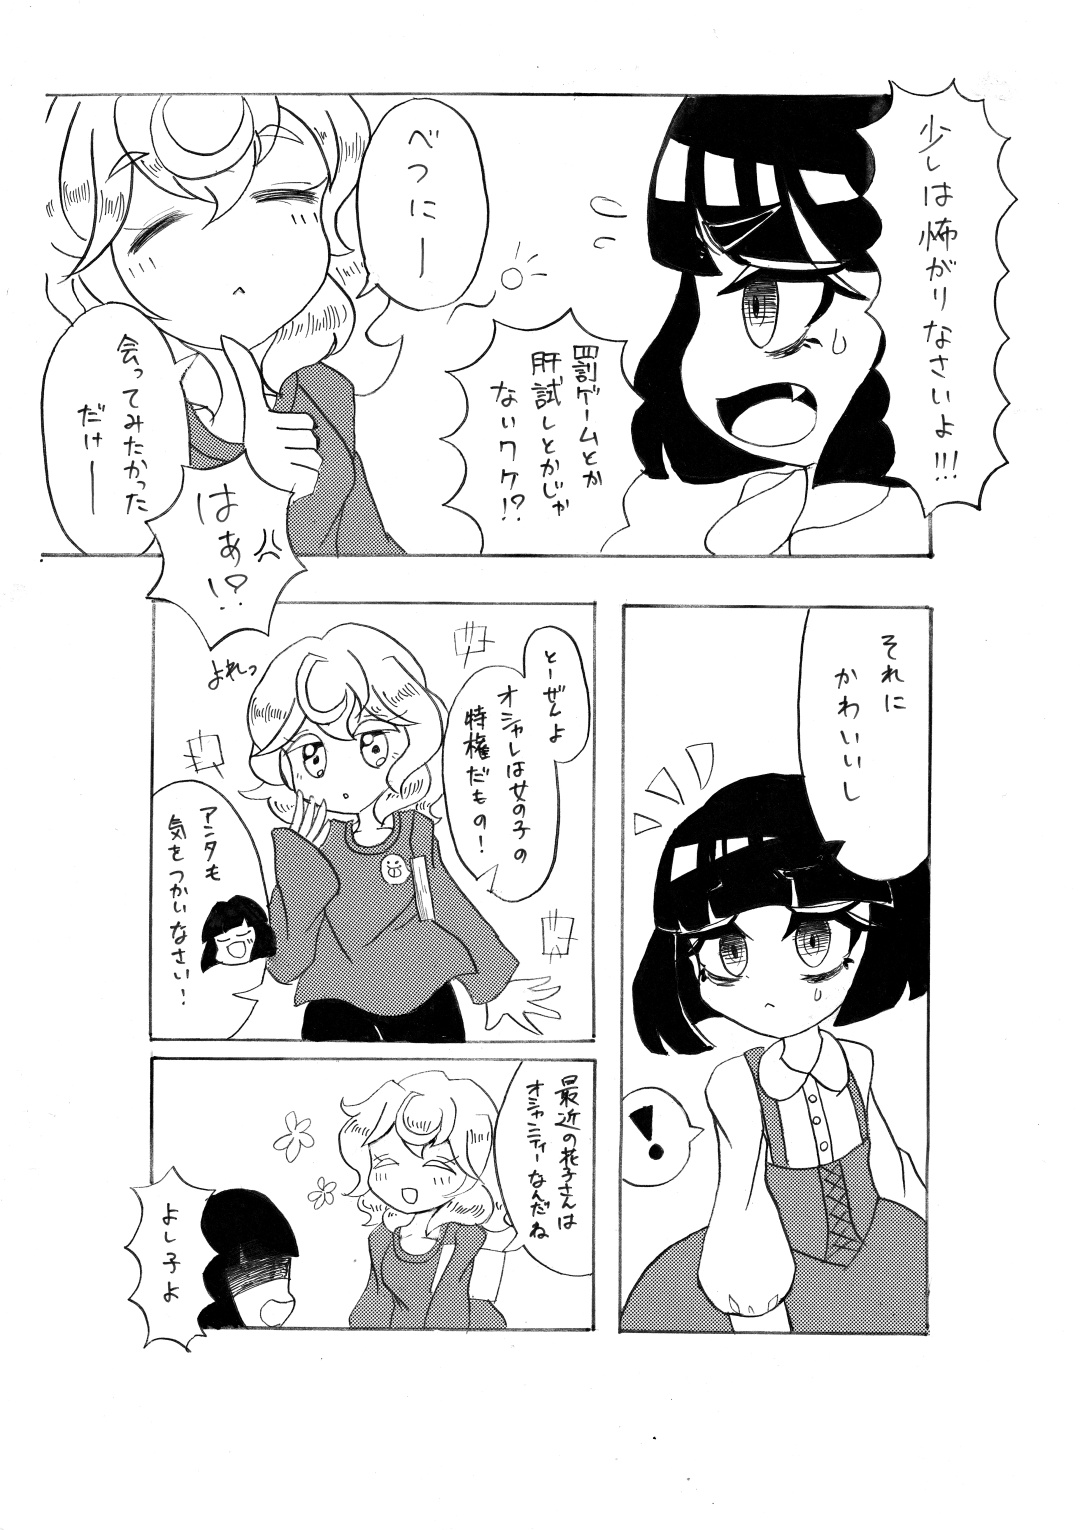 少しは怖がりなさいよ!!!
罰ゲームとか
肝試しとかじゃ
ないワケ!?
べつにー
会ってみたかった
だけー
はぁ!?
それに
かわいいし
とーぜんよ
オシャレは女の子の
特権だもの!
よれっ
アンタも
気をつかいなさい!
最近の花子さんは
オシャンティーなんだね
よし子よ